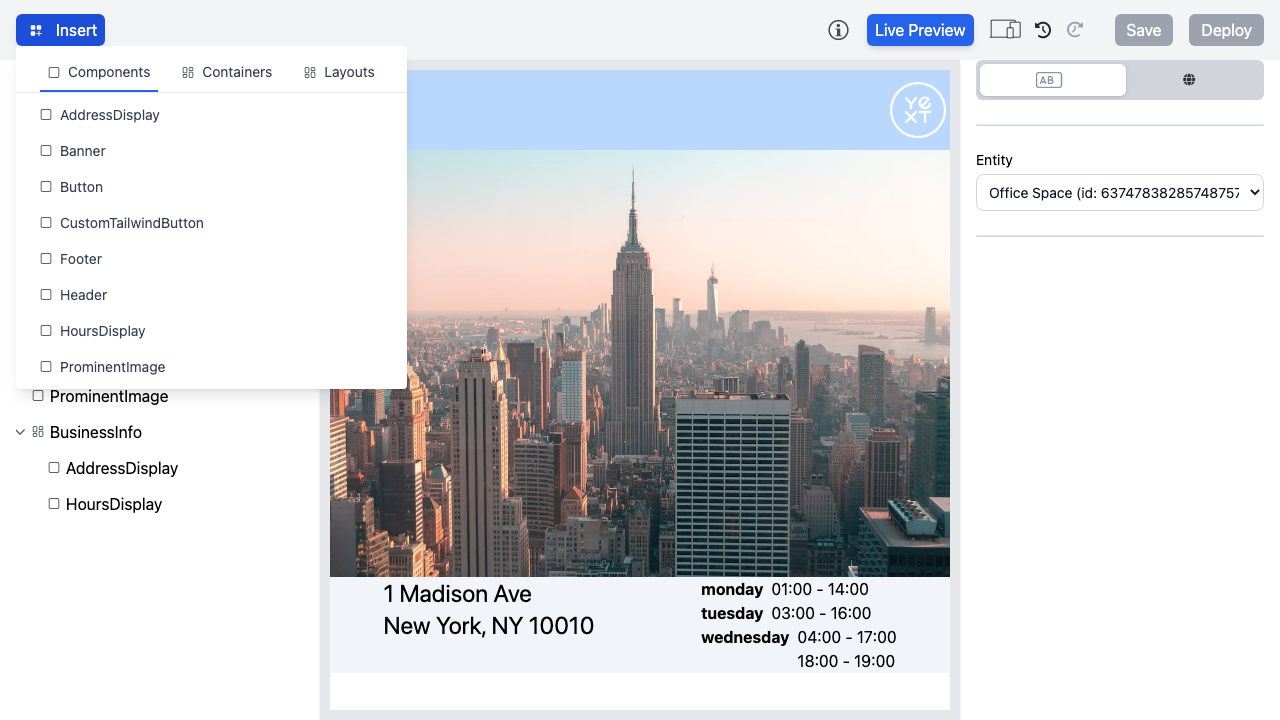 Insert
Live Preview
Save
Deploy
Components
Containers
Layouts
AddressDisplay
Banner
Button
CustomTailwindButton
Footer
Header
HoursDisplay
ProminentImage
ProminentImage
BusinessInfo
AddressDisplay
HoursDisplay
YEXT
1 Madison Ave
New York, NY 10010
monday 01:00 - 14:00
tuesday 03:00 - 16:00
wednesday 04:00 - 17:00
18:00 - 19:00
AB
Entity
Office Space (id: 63747838285748757